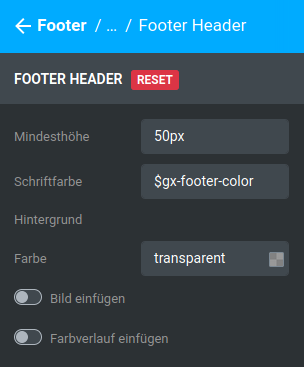 Footer / ... / Footer Header
FOOTER HEADER RESET
Mindesthöhe 50px
Schriftfarbe $gx-footer-color
Hintergrund
Farbe transparent
Bild einfügen
Farbverlauf einfügen